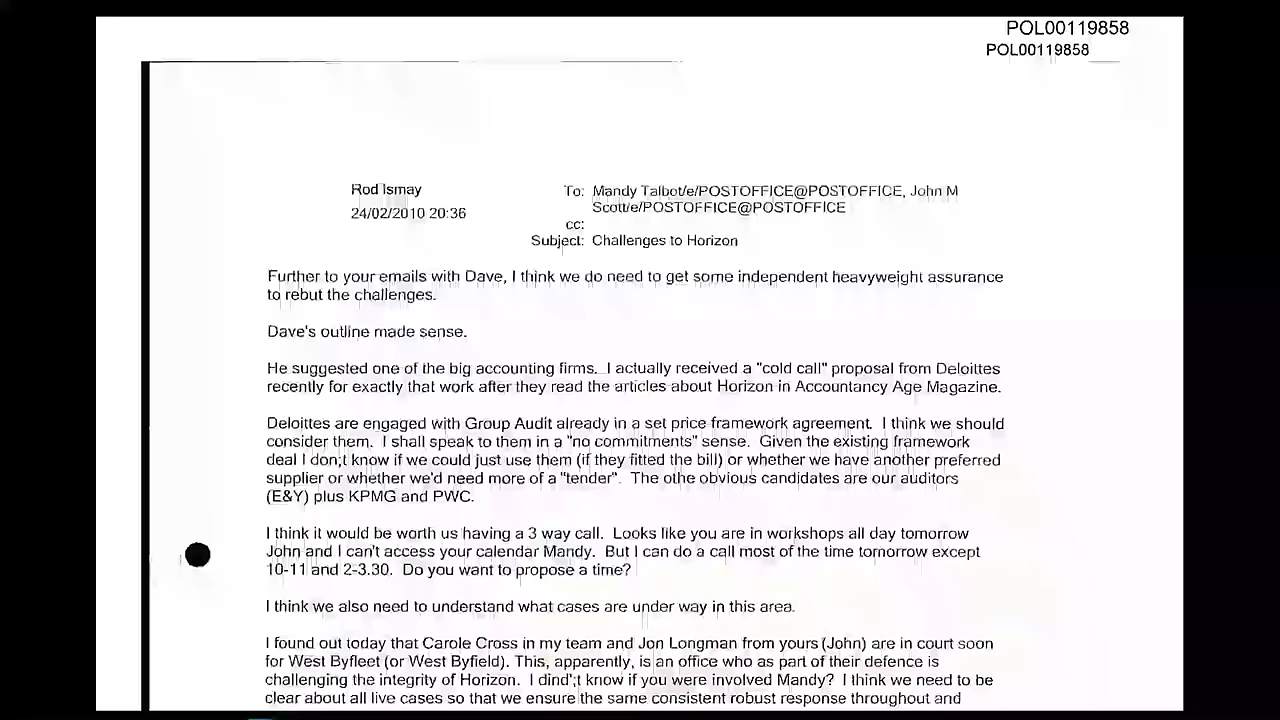 POL00119858
POL00119858
Rod Ismay
24/02/2010 20:36
To: Mandy Talbot/e/POSTOFFICE@POSTOFFICE, John M
Scott/e/POSTOFFICE@POSTOFFICE
cc:
Subject: Challenges to Horizon
Further to your emails with Dave, I think we do need to get some independent heavyweight assurance
to rebut the challenges.
Dave's outline made sense.
He suggested one of the big accounting firms. I actually received a "cold call" proposal from Deloittes
recently for exactly that work after they read the articles about Horizon in Accountancy Age Magazine.
Deloittes are engaged with Group Audit already in a set price framework agreement. I think we should
consider them. I shall speak to them in a "no commitments" sense. Given the existing framework
deal I don;t know if we could just use them (if they fitted the bill) or whether we have another preferred
supplier or whether we'd need more of a "tender". The othe obvious candidates are our auditors
(E&Y) plus KPMG and PWC.
I think it would be worth us having a 3 way call. Looks like you are in workshops all day tomorrow
John and I can't access your calendar Mandy. But I can do a call most of the time tomorrow except
10-11 and 2-3.30. Do you want to propose a time?
I think we also need to understand what cases are under way in this area.
I found out today that Carole Cross in my team and Jon Longman from yours (John) are in court soon
for West Byfleet (or West Byfield). This, apparently, is an office who as part of their defence is
challenging the integrity of Horizon. I dind';t know if you were involved Mandy? I think we need to be
clear about all live cases so that we ensure the same consistent robust response throughout and